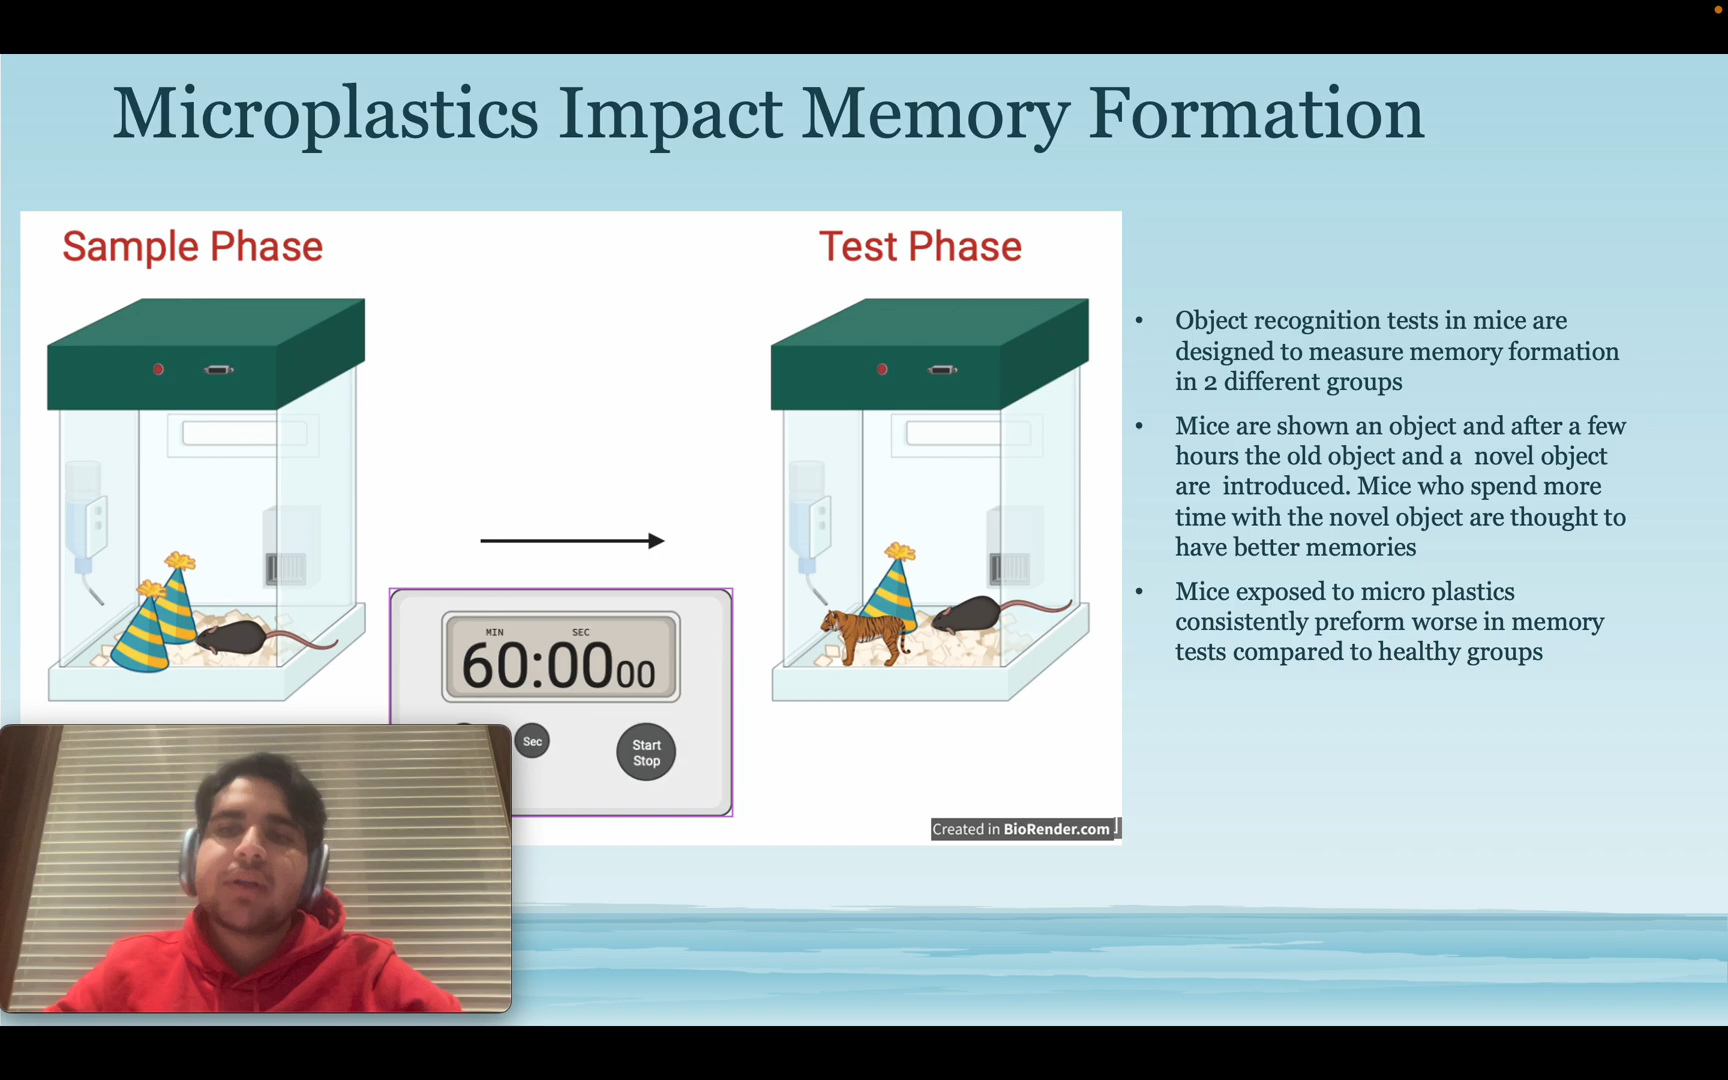 Microplastics Impact Memory Formation
Sample Phase
Test Phase
• Object recognition tests in mice are
designed to measure memory formation
in 2 different groups
• Mice are shown an object and after a few
hours the old object and a novel object
are introduced. Mice who spend more
time with the novel object are thought to
have better memories
• Mice exposed to micro plastics
consistently preform worse in memory
tests compared to healthy groups
MIN SEC
60:00 00
Sec
Start
Stop
Created in BioRender.com